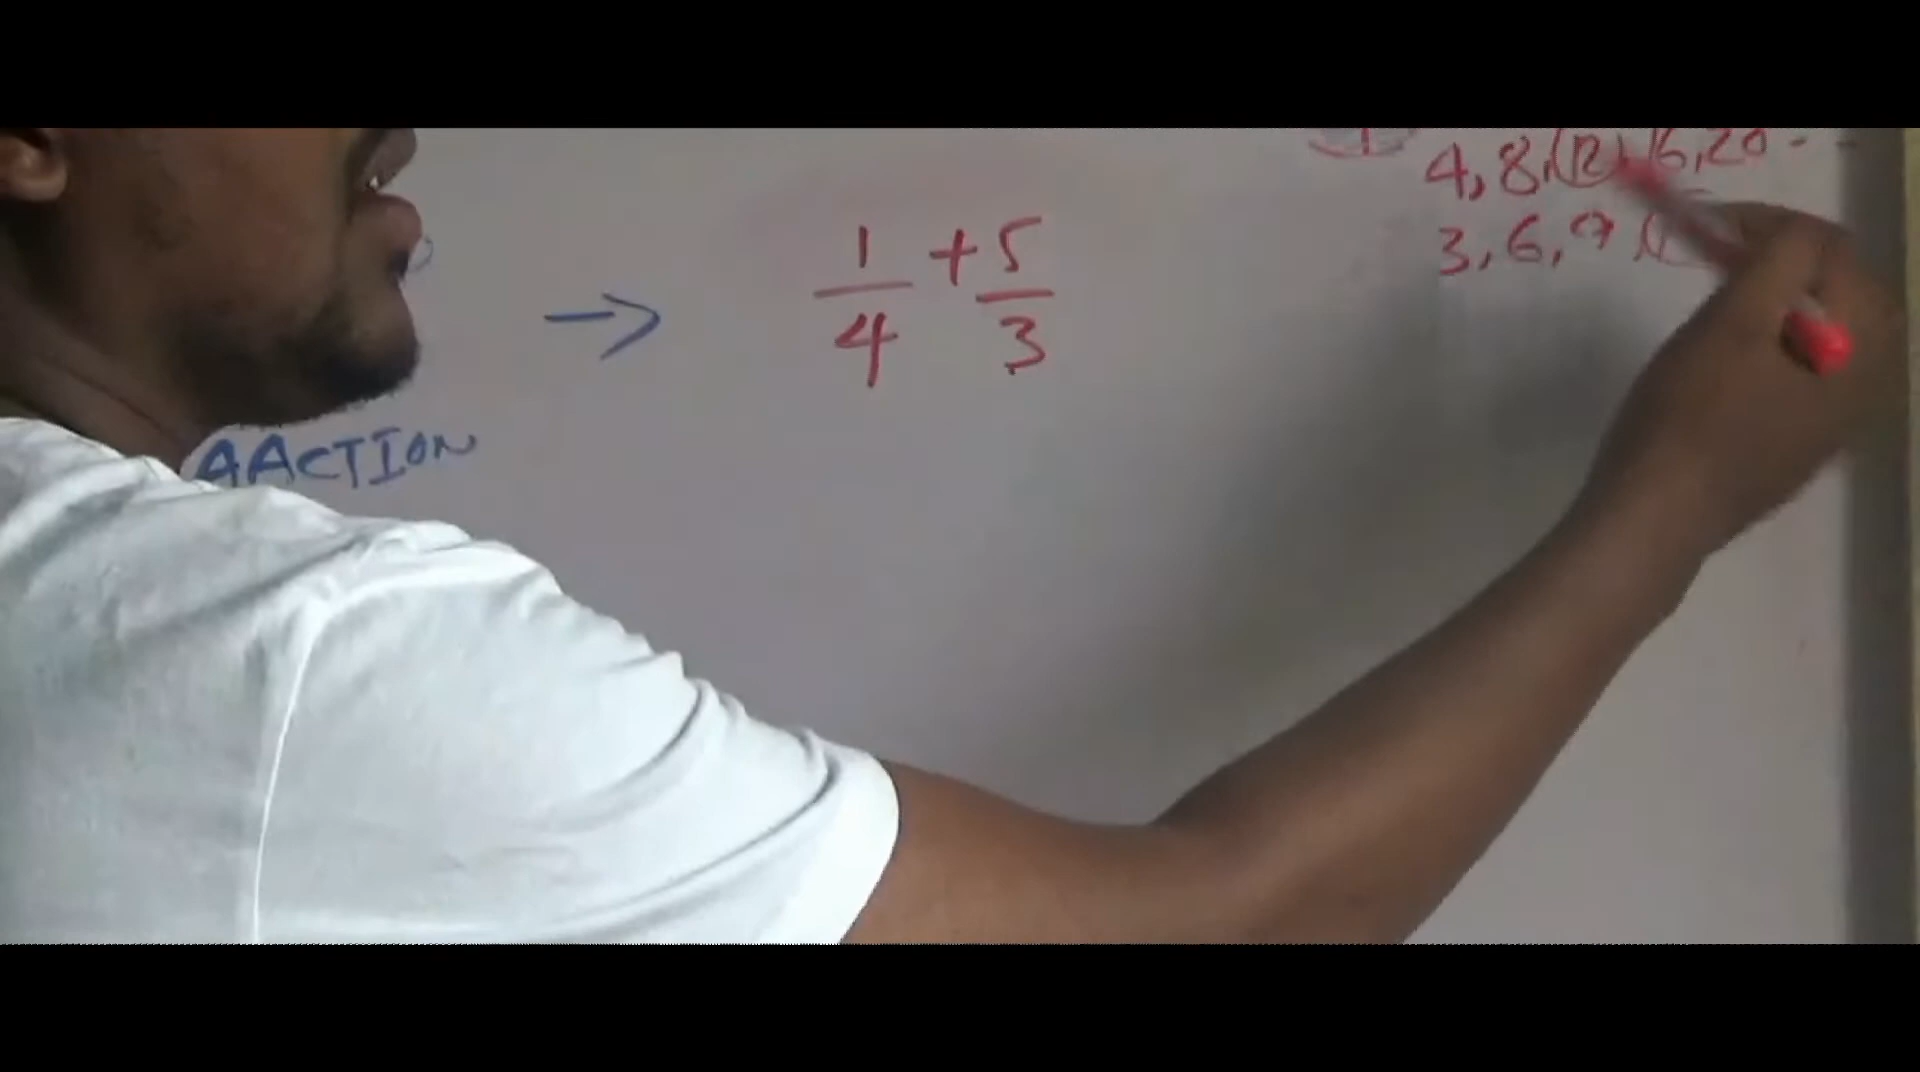 4, 8, 12, 16, 20 - -
3, 6, 9, 
1/4 + 5/3
→
AACTION